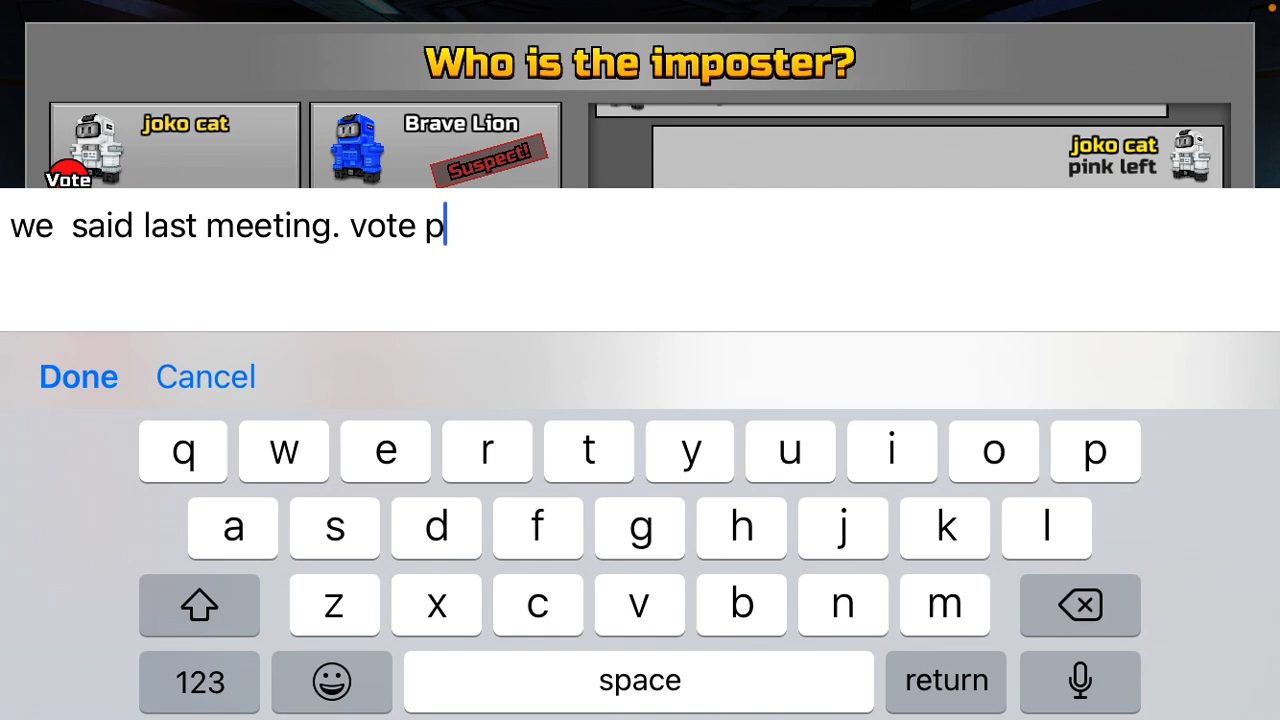 Who is the imposter?
joko cat
Vote
Brave Lion
Suspect!
joko cat
pink left
we  said last meeting. vote p
Done Cancel
q w e r t y u i o p
a s d f g h j k l
z x c v b n m
123 space return